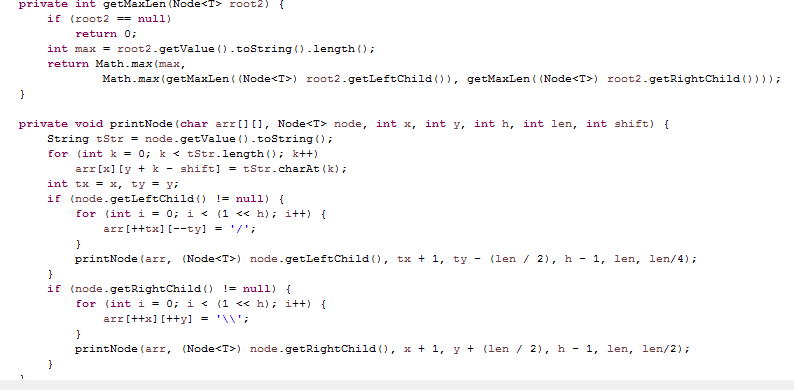 private int getMaxLen(Node<T> root2) {
if (root2 == null)
return 0;
int max = root2.getValue().toString().length();
return Math.max(max,
Math.max(getMaxLen((Node<T>) root2.getLeftChild()), getMaxLen((Node<T>) root2.getRightChild())));
}
private void printNode(char arr[][], Node<T> node, int x, int y, int h, int len, int shift) {
String tStr = node.getValue().toString();
for (int k = 0; k < tStr.length(); k++)
arr[x][y + k - shift] = tStr.charAt(k);
int tx = x, ty = y;
if (node.getLeftChild() != null) {
for (int i = 0; i < (1 << h); i++) {
arr[++tx][--ty] = '/';
}
printNode(arr, (Node<T>) node.getLeftChild(), tx + 1, ty - (len / 2), h - 1, len, len/4);
}
if (node.getRightChild() != null) {
for (int i = 0; i < (1 << h); i++) {
arr[++x][++y] = '\\';
}
printNode(arr, (Node<T>) node.getRightChild(), x + 1, y + (len / 2), h - 1, len, len/2);
}
}